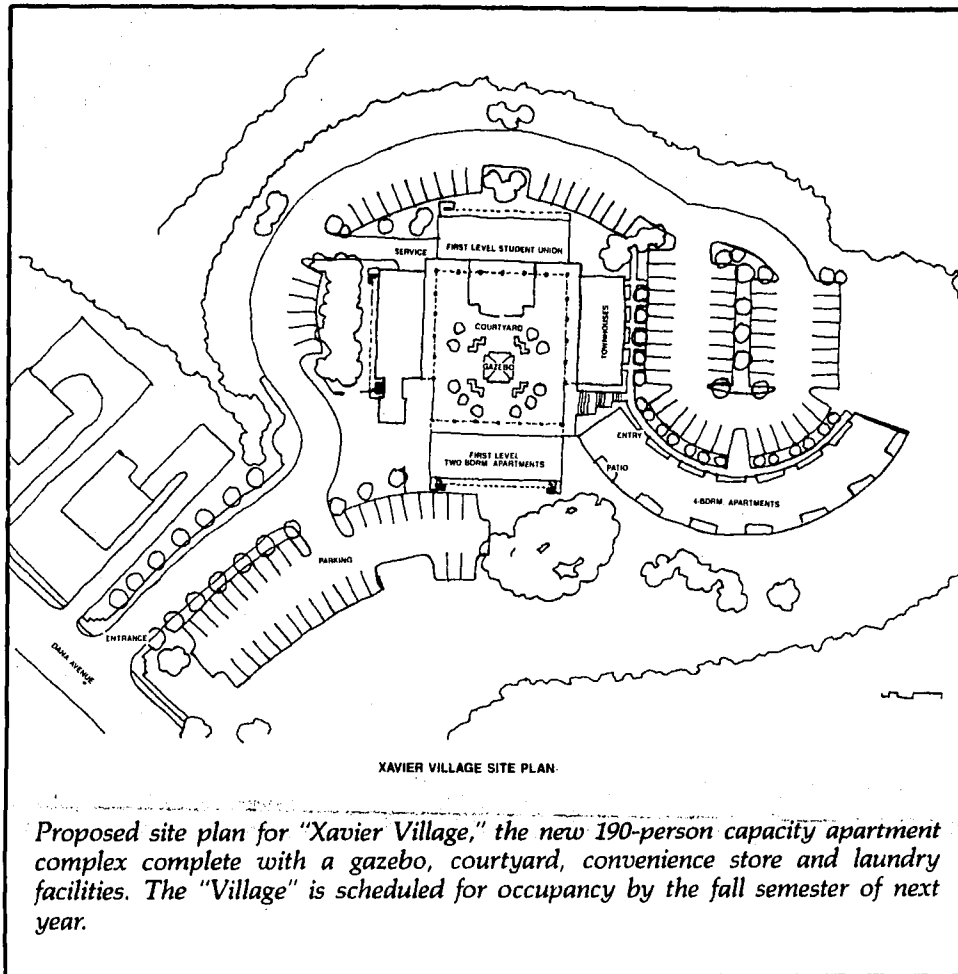 FIRST LEVEL STUDENT UNION
SERVICE
COURTYARD
GAZEBO
TOWNHOUSES
ENTRY
FIRST LEVEL
TWO BDRM. APARTMENTS
PATIO
4-BDRM. APARTMENTS
PARKING
ENTRANCE
DANA AVENUE
XAVIER VILLAGE SITE PLAN
Proposed site plan for "Xavier Village," the new 190-person capacity apartment
complex complete with a gazebo, courtyard, convenience store and laundry
facilities. The "Village" is scheduled for occupancy by the fall semester of next
year.